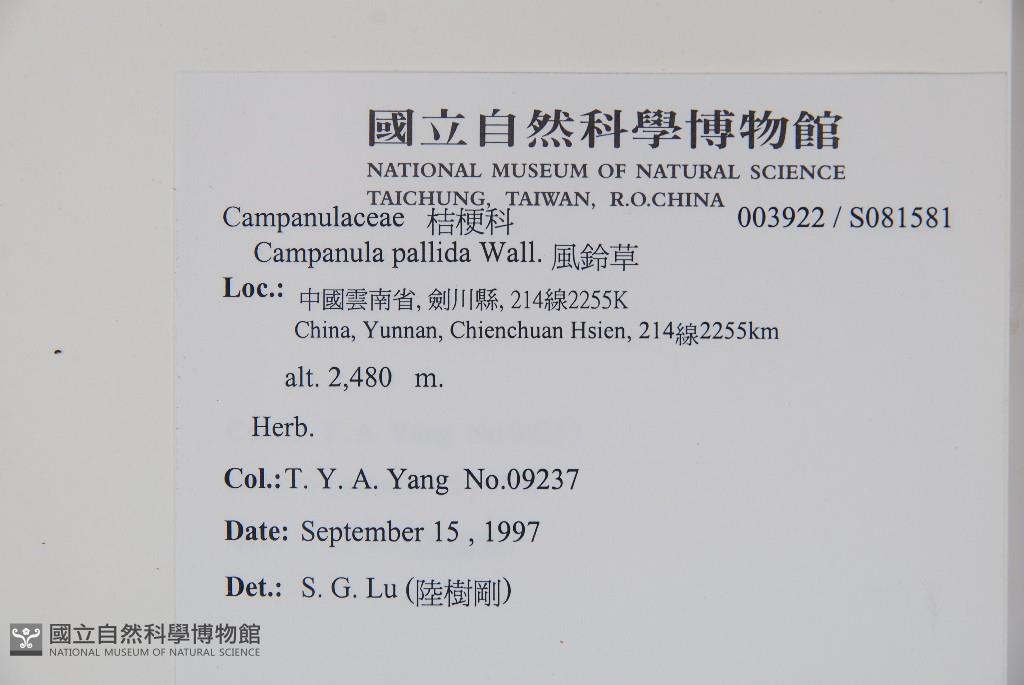 國立自然科學博物館
NATIONAL MUSEUM OF NATURAL SCIENCE
TAICHUNG, TAIWAN, R.O.CHINA
Campanulaceae 桔梗科 003922 / S081581
Campanula pallida Wall. 風鈴草
Loc.: 中國雲南省, 劍川縣, 214線2255K
China, Yunnan, Chienchuan Hsien, 214線2255km
alt. 2,480 m.
Herb.
Col.: T. Y. A. Yang No.09237
Date: September 15 , 1997
Det.: S. G. Lu (陸樹剛)
國立自然科學博物館
NATIONAL MUSEUM OF NATURAL SCIENCE